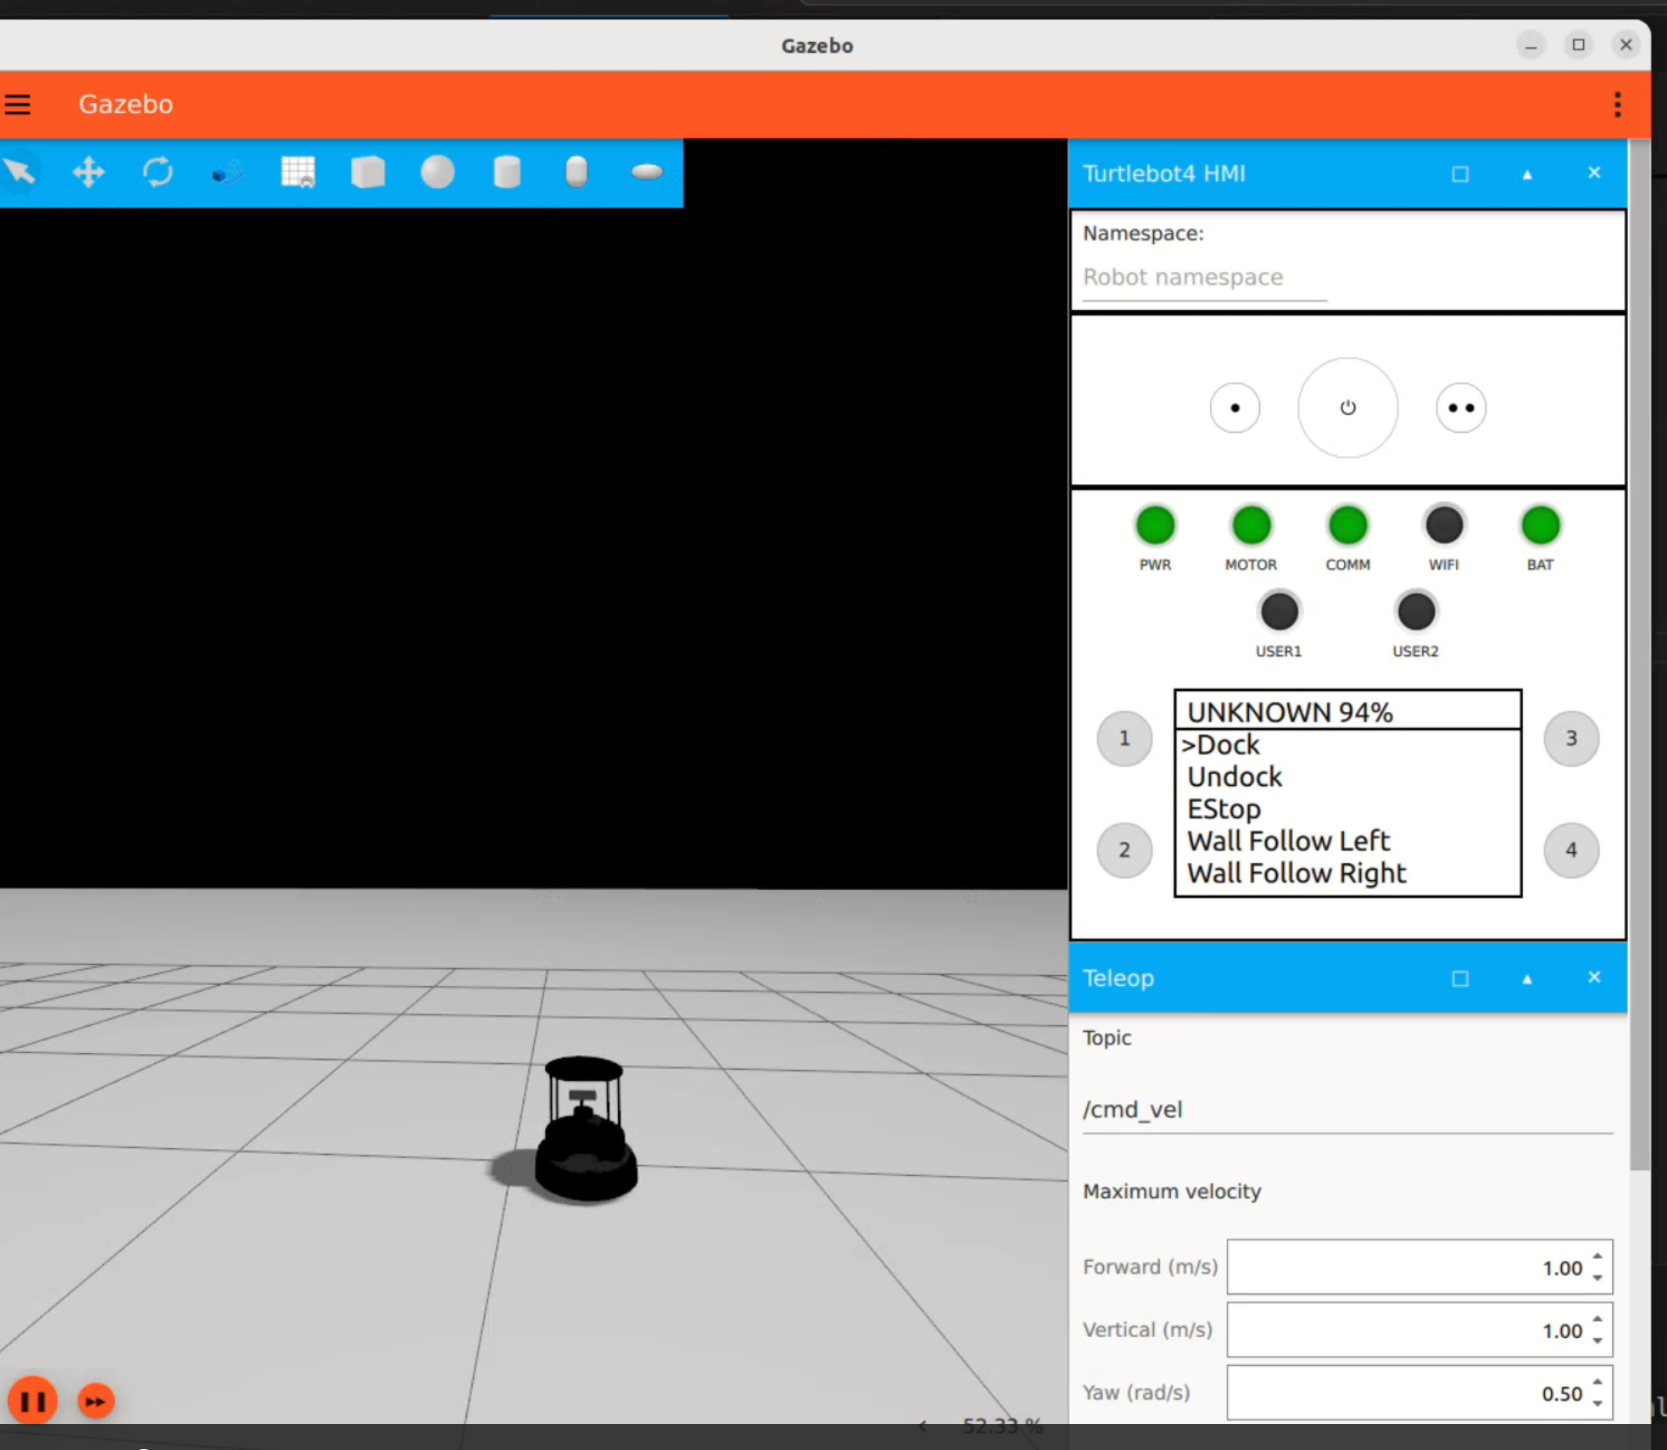 Gazebo
Gazebo
Turtlebot4 HMI
Namespace:
Robot namespace
PWR MOTOR COMM WIFI BAT
USER1 USER2
UNKNOWN 94%
>Dock
Undock
EStop
Wall Follow Left
Wall Follow Right
1
2
3
4
Teleop
Topic
/cmd_vel
Maximum velocity
Forward (m/s) 1.00
Vertical (m/s) 1.00
Yaw (rad/s) 0.50
52.33 %